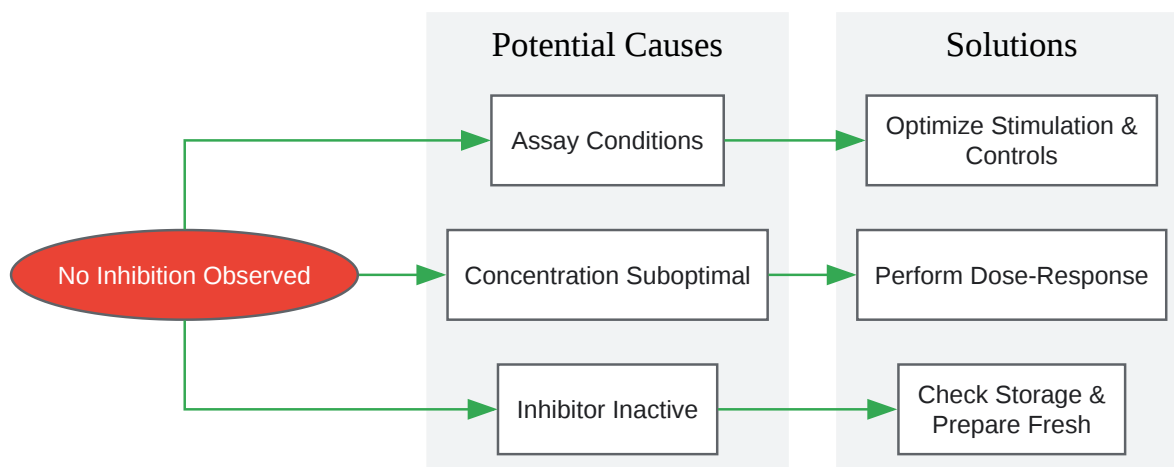 Potential Causes
Solutions
Assay Conditions
Optimize Stimulation &
Controls
No Inhibition Observed
Concentration Suboptimal
Perform Dose-Response
Inhibitor Inactive
Check Storage &
Prepare Fresh